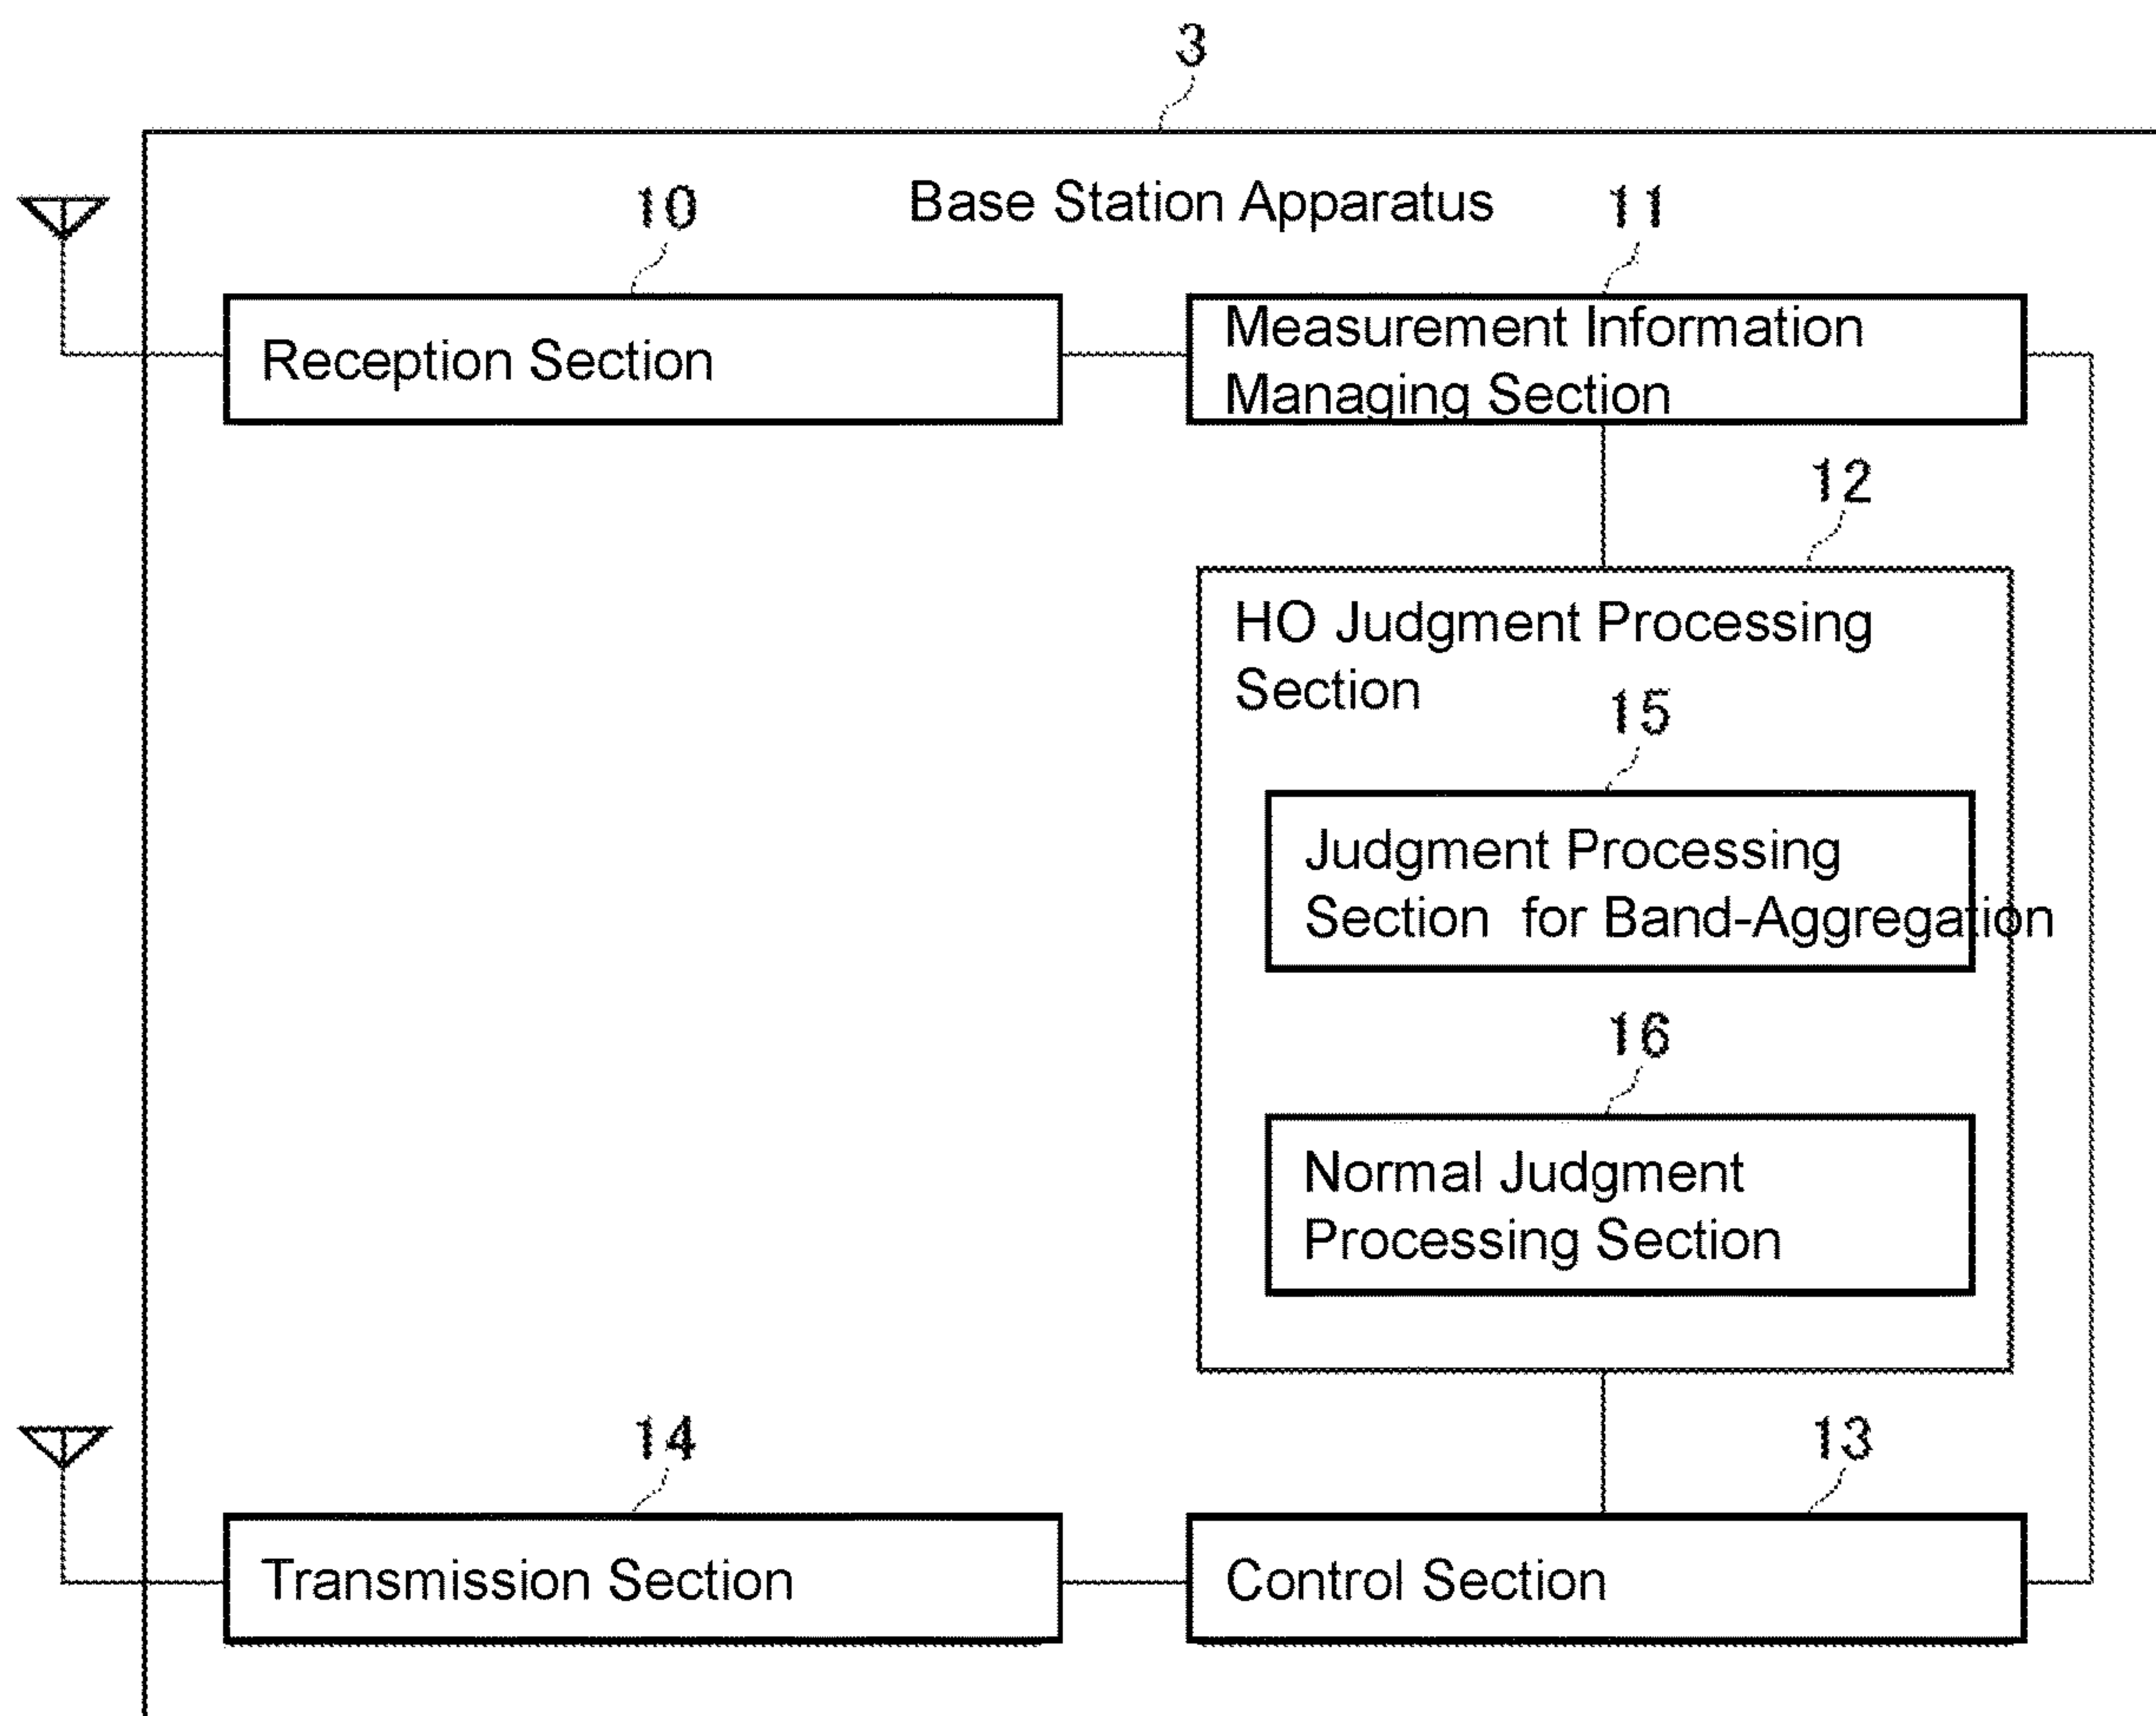 3
Base Station Apparatus
10
11
Reception Section
Measurement Information
Managing Section
12
HO Judgment Processing
Section
15
Judgment Processing
Section for Band-Aggregation
16
Normal Judgment
Processing Section
14
13
Transmission Section
Control Section